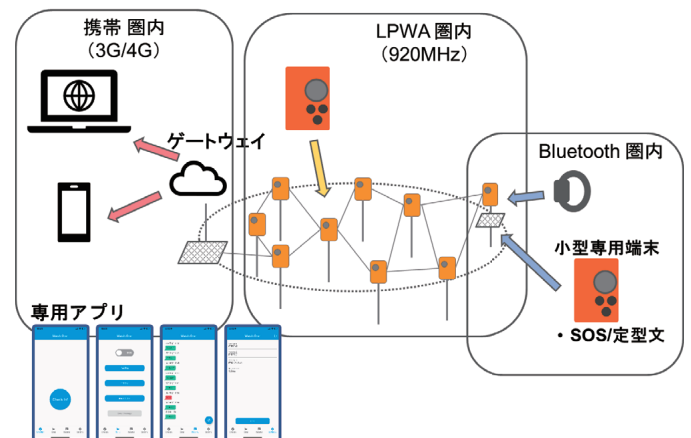 携帯 圏内
（3G/4G）
LPWA 圏内
（920MHz）
ゲートウェイ
Bluetooth 圏内
小型専用端末
・SOS/定型文
専用アプリ